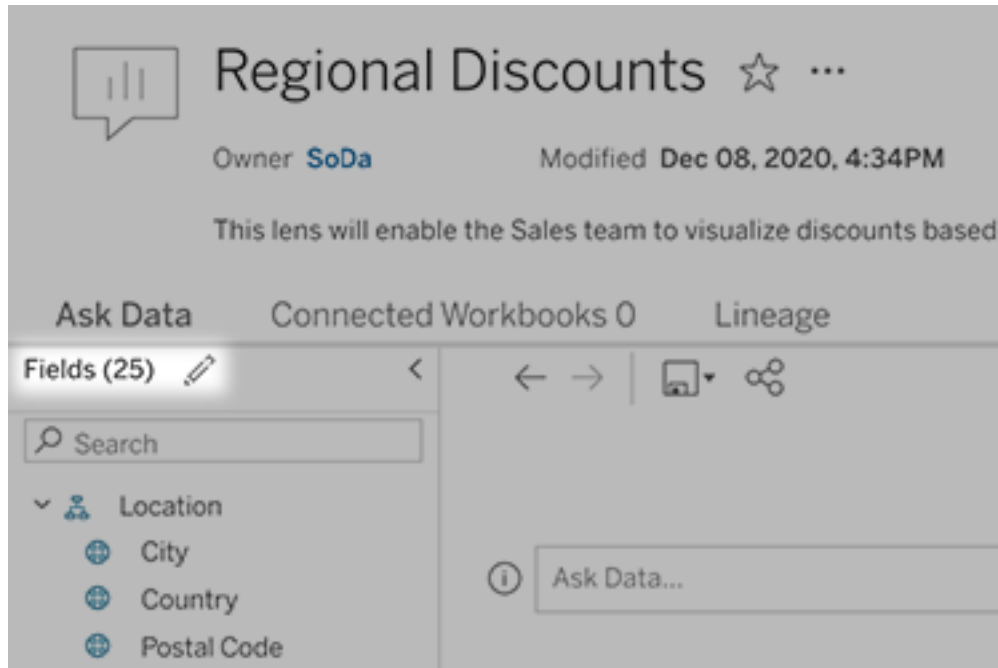 Regional Discounts
Owner SoDa Modified Dec 08, 2020, 4:34PM
This lens will enable the Sales team to visualize discounts based
Ask Data Connected Workbooks 0 Lineage
Fields (25)
Search
Location
City
Country
Postal Code
Ask Data...